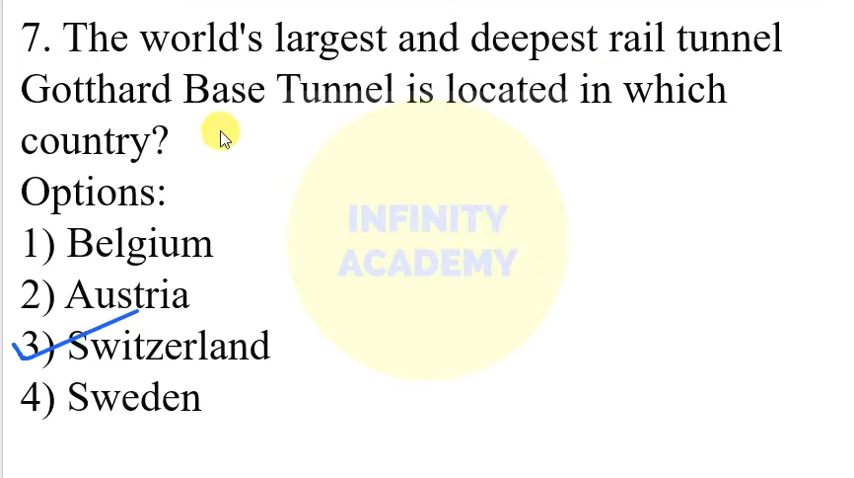 7. The world's largest and deepest rail tunnel
Gotthard Base Tunnel is located in which
country?
Options:
1) Belgium
2) Austria
3) Switzerland
4) Sweden
INFINITY
ACADEMY